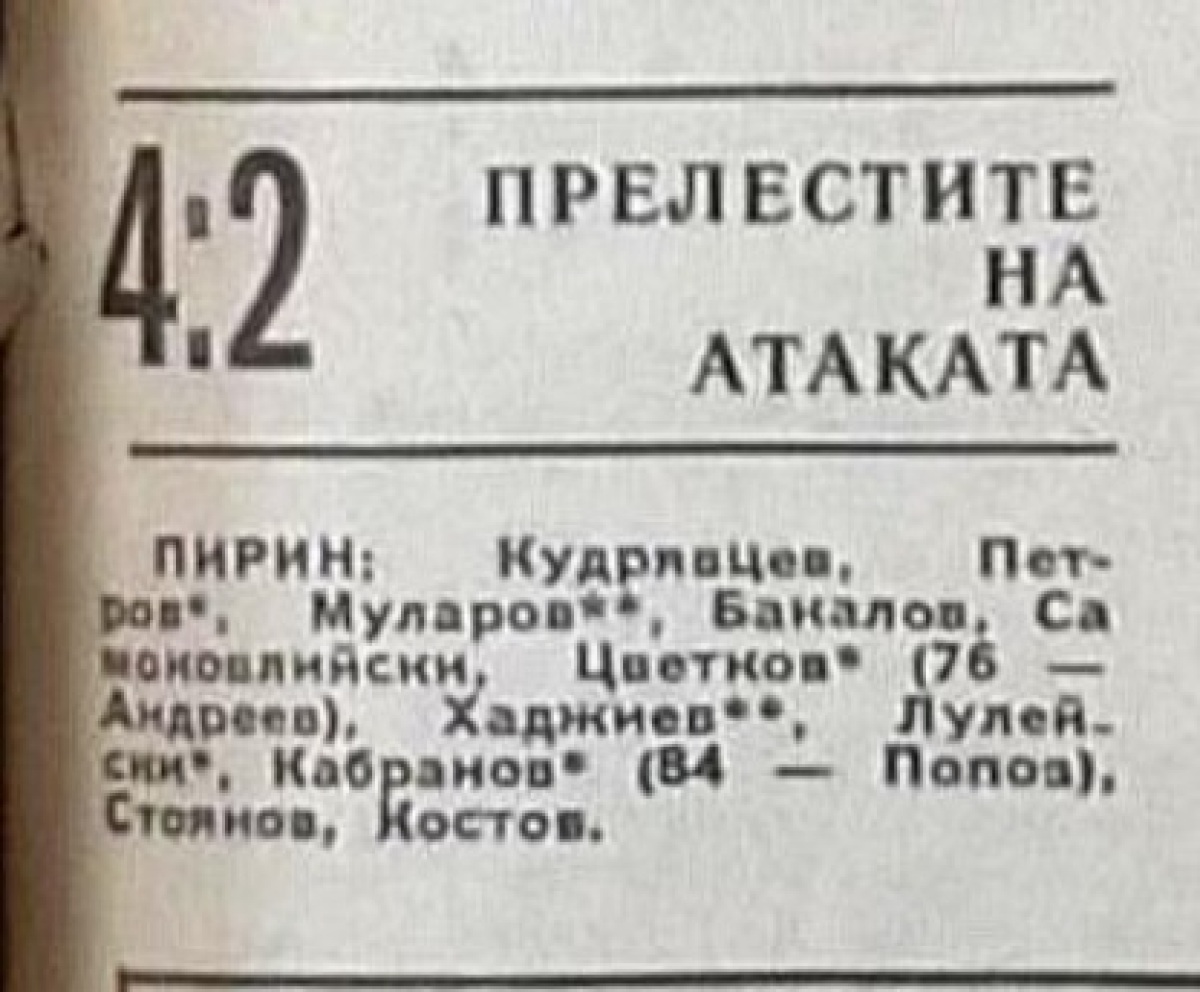 4:2
ПРЕЛЕСТИТЕ
НА
АТАКАТА
ПИРИН: Кудрявцев, Пет-
ров*, Муларов**, Бакалов, Са
моковлийски, Цветков* (76 —
Андреев), Хаджиев**, Лулей-
ски*, Кабранов* (84 — Попов),
Стоянов, Костов.